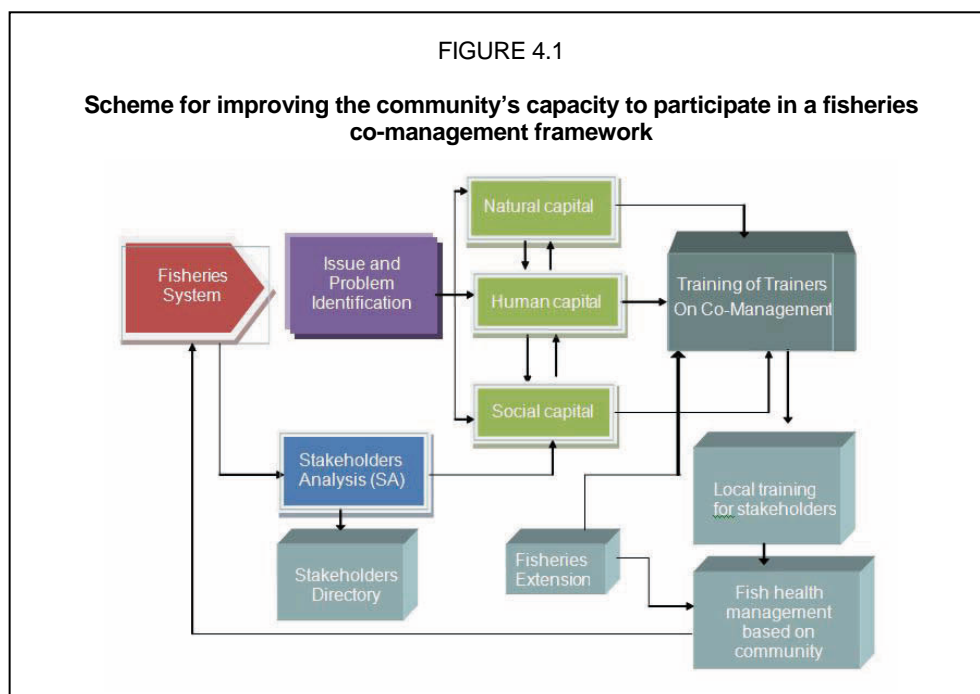 FIGURE 4.1
Scheme for improving the community’s capacity to participate in a fisheries
co-management framework
Natural capital
Fisheries
System
Issue and
Problem
Identification
Human capital
Training of Trainers
On Co-Management
Social capital
Stakeholders
Analysis (SA)
Local training
for stakeholders
Stakeholders
Directory
Fisheries
Extension
Fish health
management
based on
community